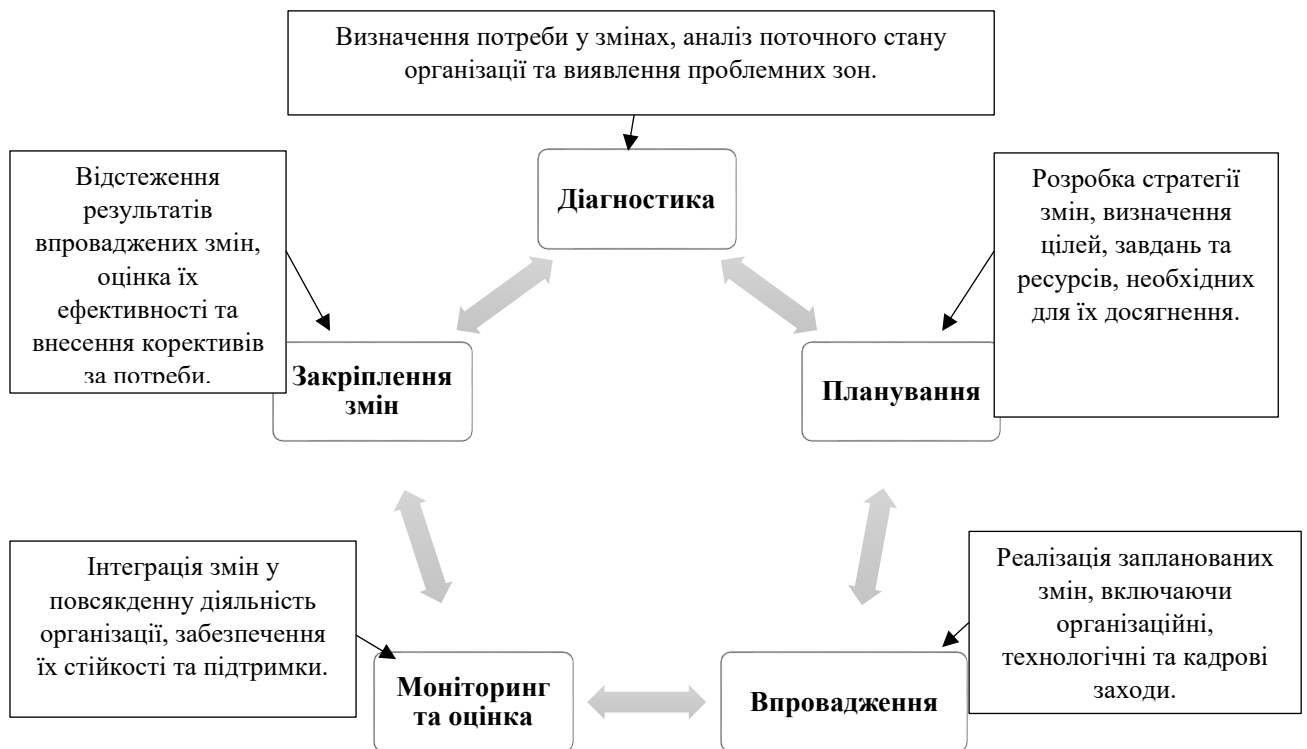 Визначення потреби у змінах, аналіз поточного стану
організації та виявлення проблемних зон.
Діагностика
Відстеження
результатів
впроваджених змін,
оцінка їх
ефективності та
внесення корективів
за потреби.
Розробка стратегії
змін, визначення
цілей, завдань та
ресурсів, необхідних
для їх досягнення.
Закріплення
змін
Планування
Інтеграція змін у
повсякденну діяльність
організації, забезпечення
їх стійкості та підтримки.
Реалізація запланованих
змін, включаючи
організаційні,
технологічні та кадрові
заходи.
Моніторинг
та оцінка
Впровадження